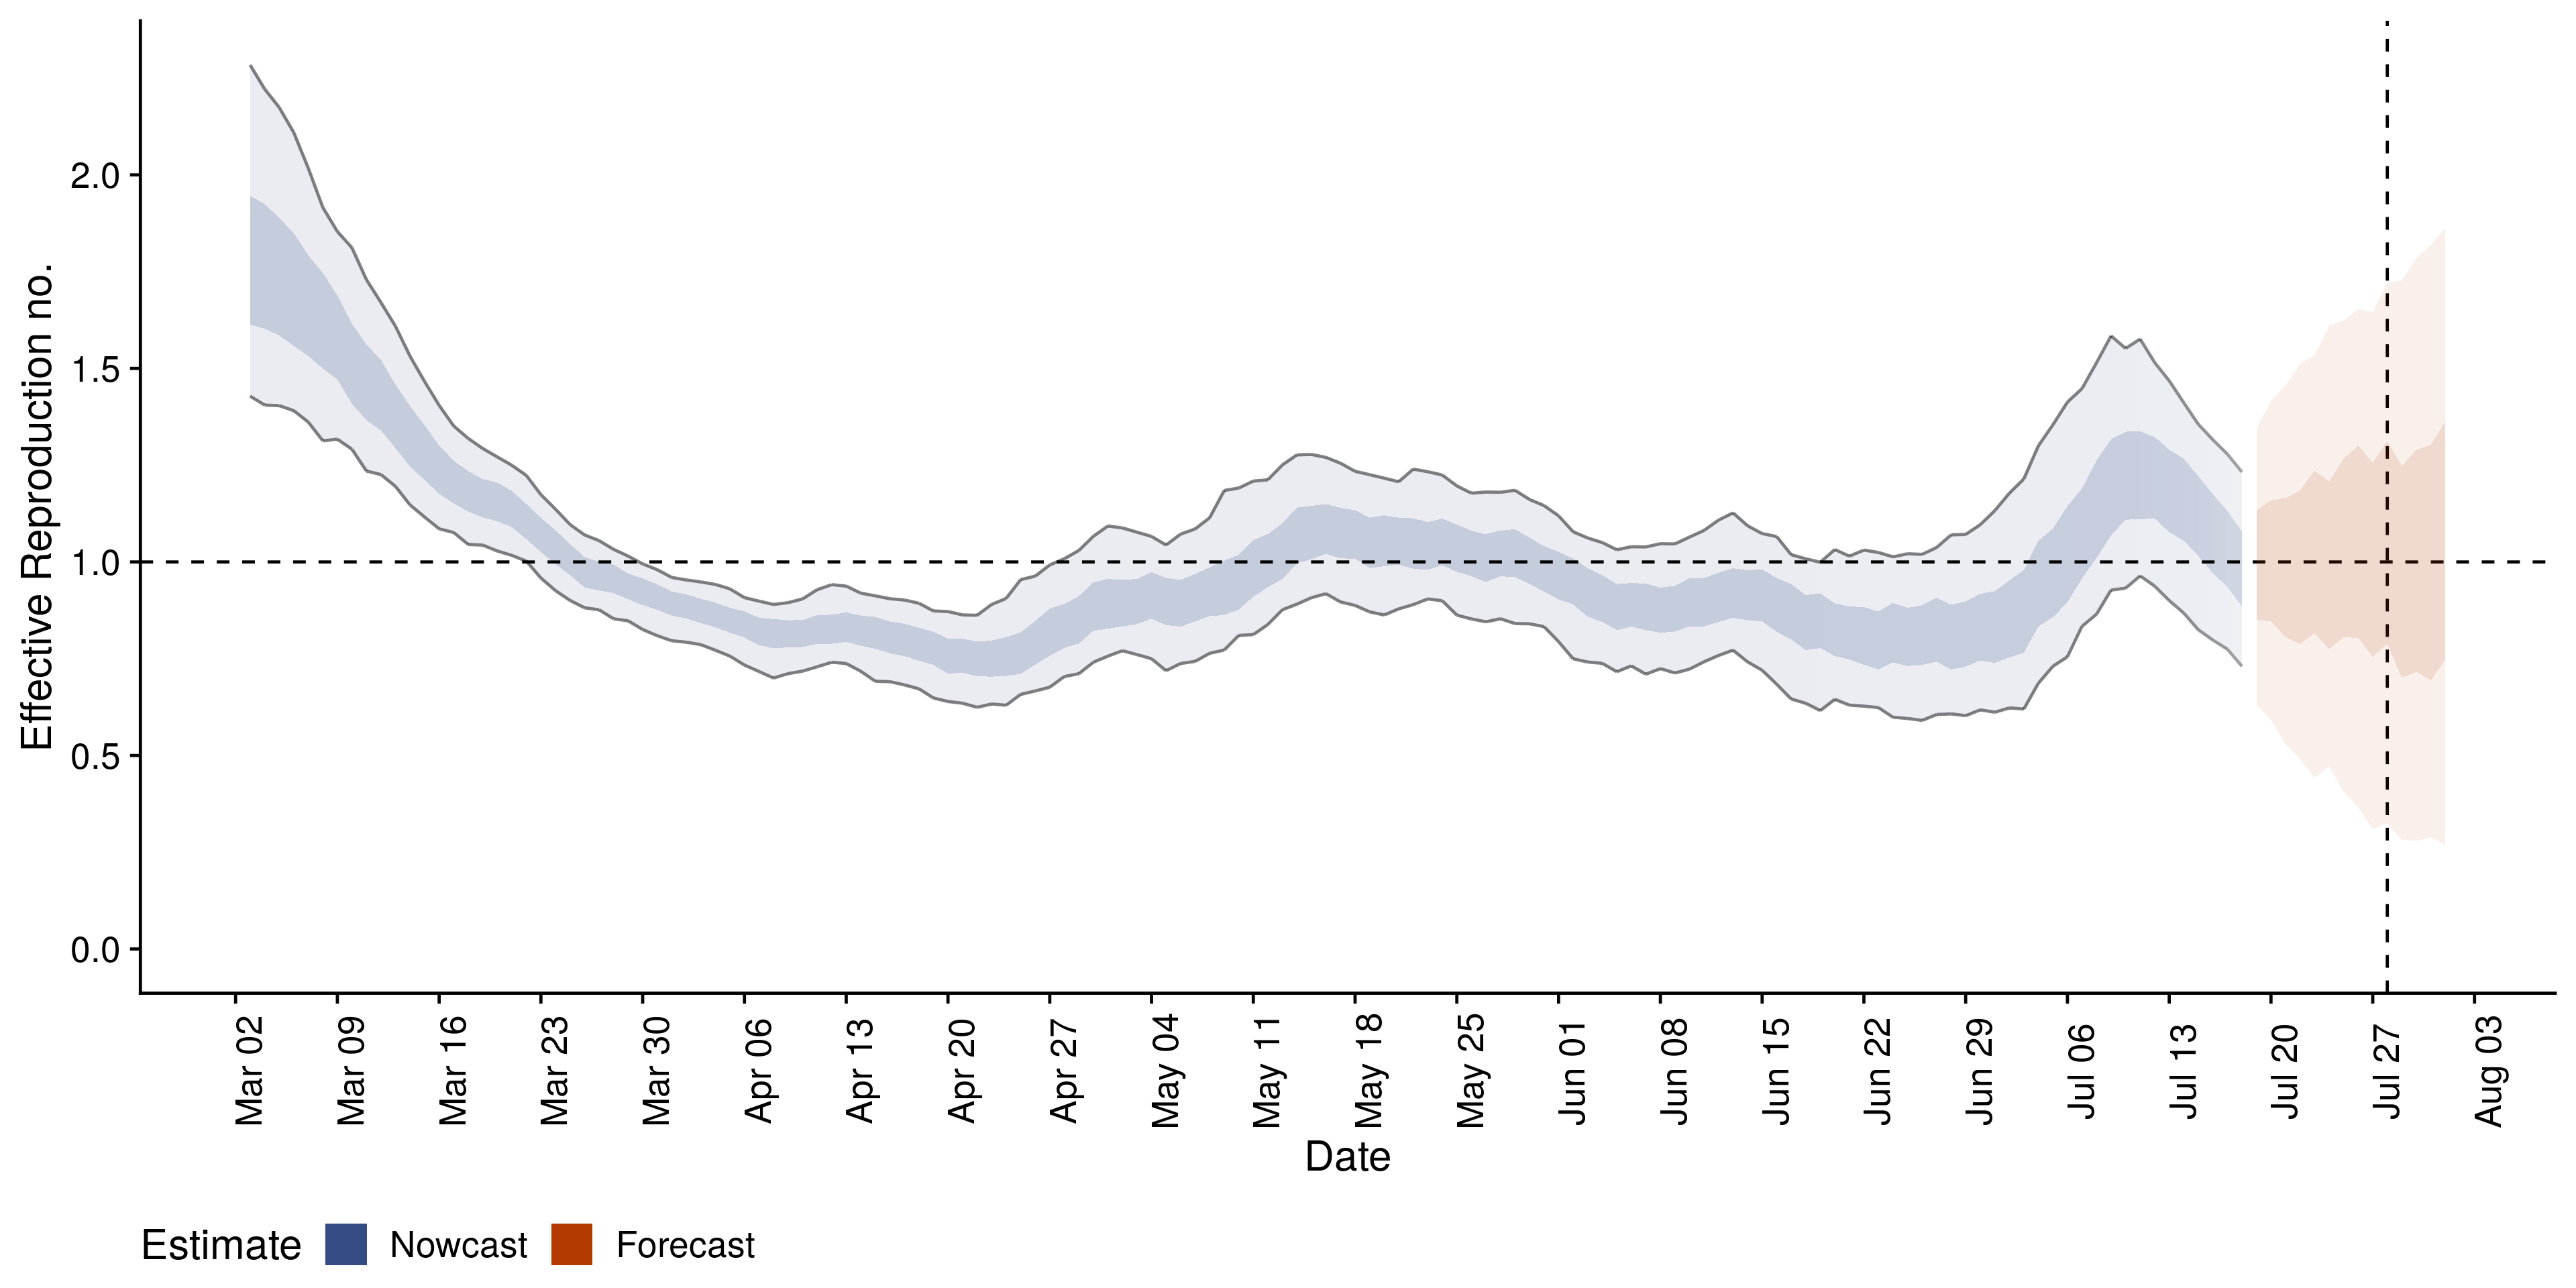 Effective Reproduction no.
2.0
1.5
1.0
0.5
0.0
Mar 02
Mar 09
Mar 16
Mar 23
Mar 30
Apr 06
Apr 13
Apr 20
Apr 27
May 04
May 11
May 18
May 25
Jun 01
Jun 08
Jun 15
Jun 22
Jun 29
Jul 06
Jul 13
Jul 20
Jul 27
Aug 03
Date
Estimate Nowcast Forecast